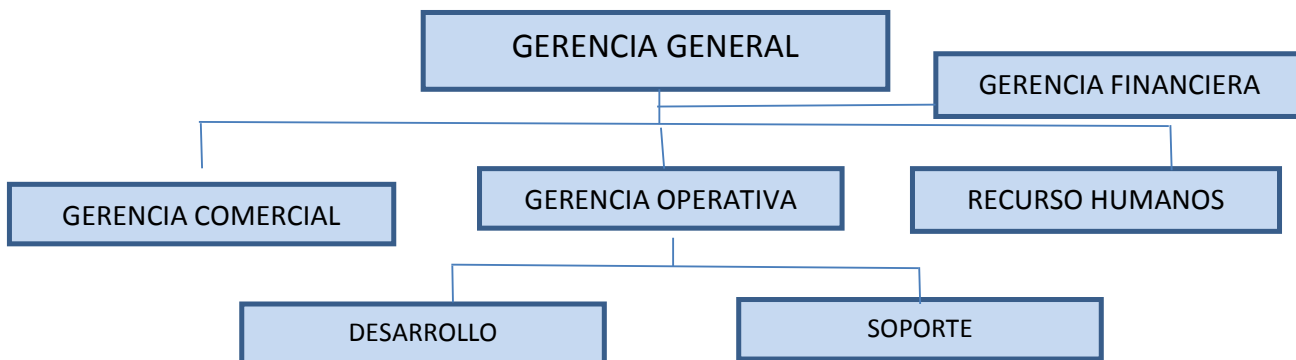 GERENCIA GENERAL
GERENCIA FINANCIERA
GERENCIA COMERCIAL
GERENCIA OPERATIVA
RECURSO HUMANOS
DESARROLLO
SOPORTE